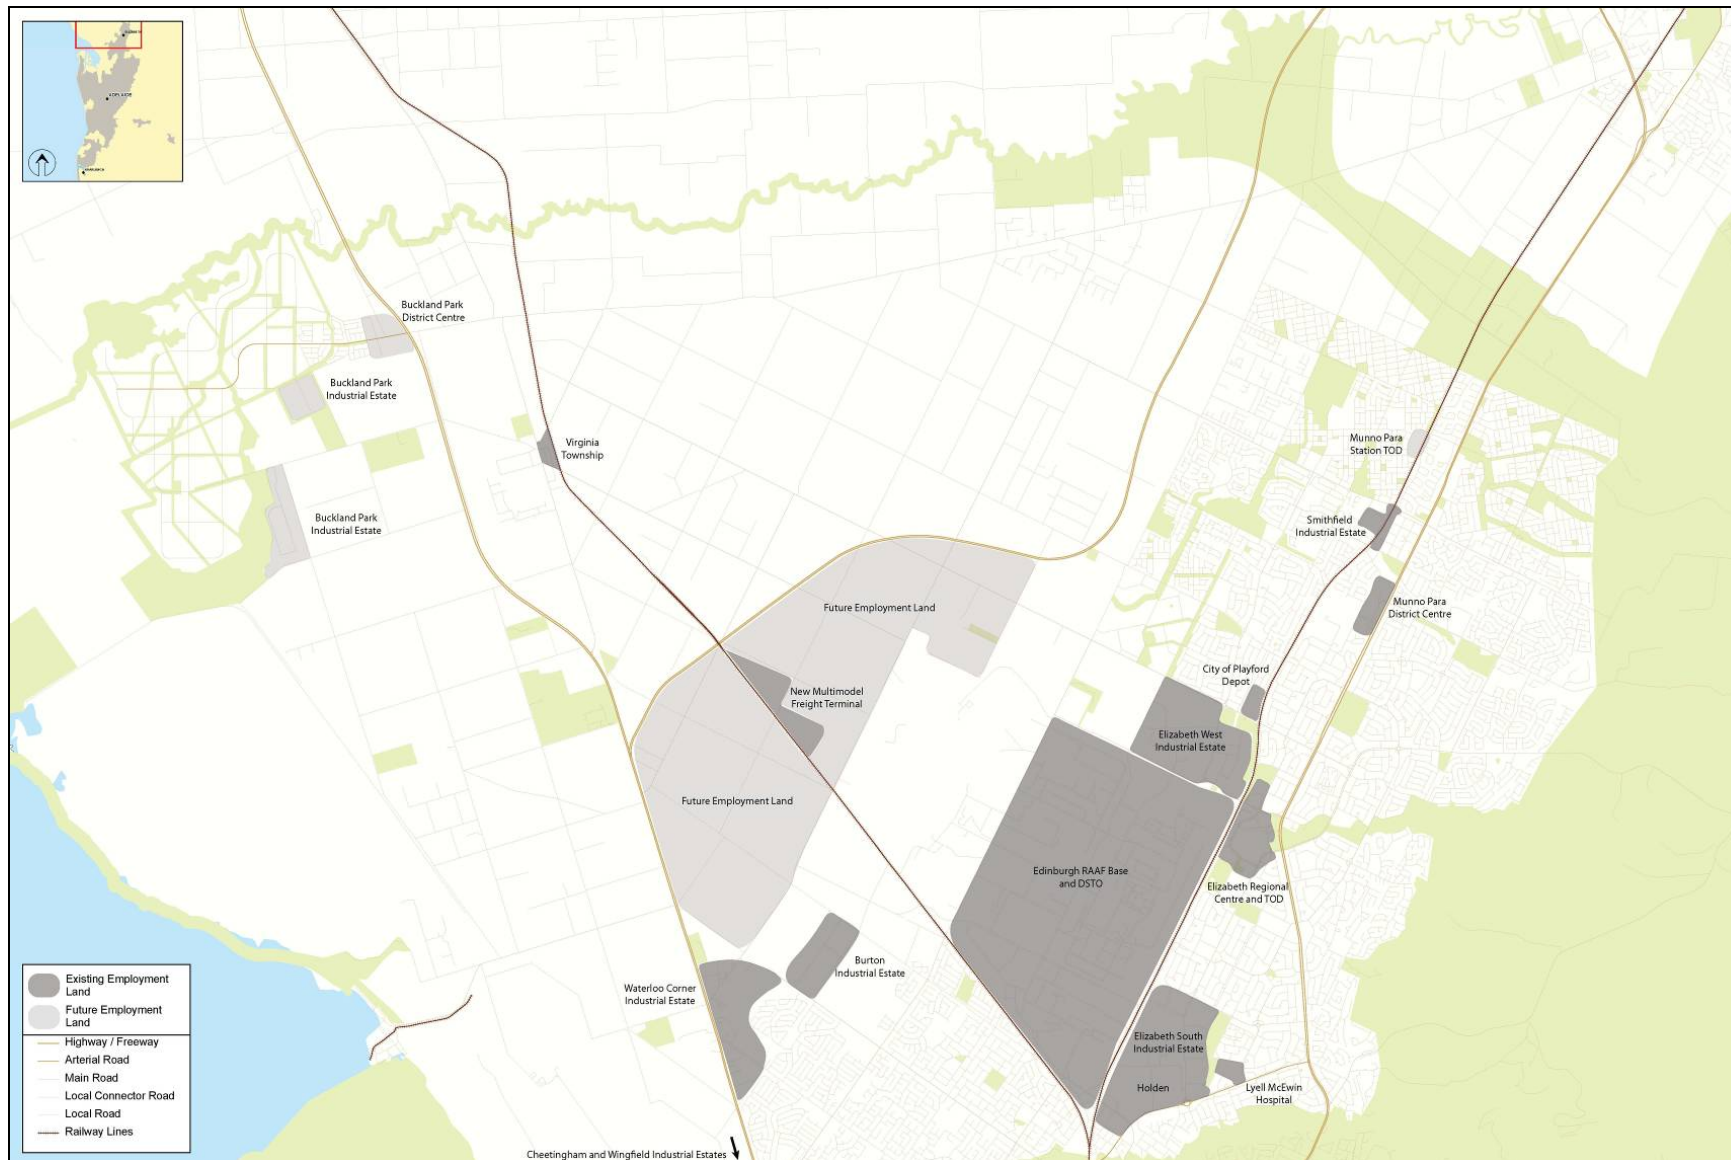 ADELAIDE
Buckland Park
District Centre
Buckland Park
Industrial Estate
Virginia
Township
Munno Para
Station TOD
Buckland Park
Industrial Estate
Smithfield
Industrial Estate
Future Employment Land
Munno Para
District Centre
City of Playford
Depot
New Multimodel
Freight Terminal
Elizabeth West
Industrial Estate
Future Employment Land
Edinburgh RAAF Base
and DSTO
Elizabeth Regional
Centre and TOD
Burton
Industrial Estate
Waterloo Corner
Industrial Estate
Elizabeth South
Industrial Estate
Holden
Lyell McEwin
Hospital
Cheetingham and Wingfield Industrial Estates
Existing Employment
Land
Future Employment
Land
Highway / Freeway
Arterial Road
Main Road
Local Connector Road
Local Road
Railway Lines